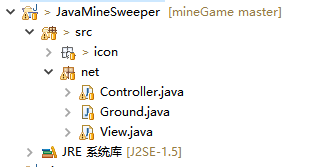 > JavaMineSweeper [mineGame master]
> src
> icon
net
Controller.java
Ground.java
View.java
JRE 系统库 [J2SE-1.5]